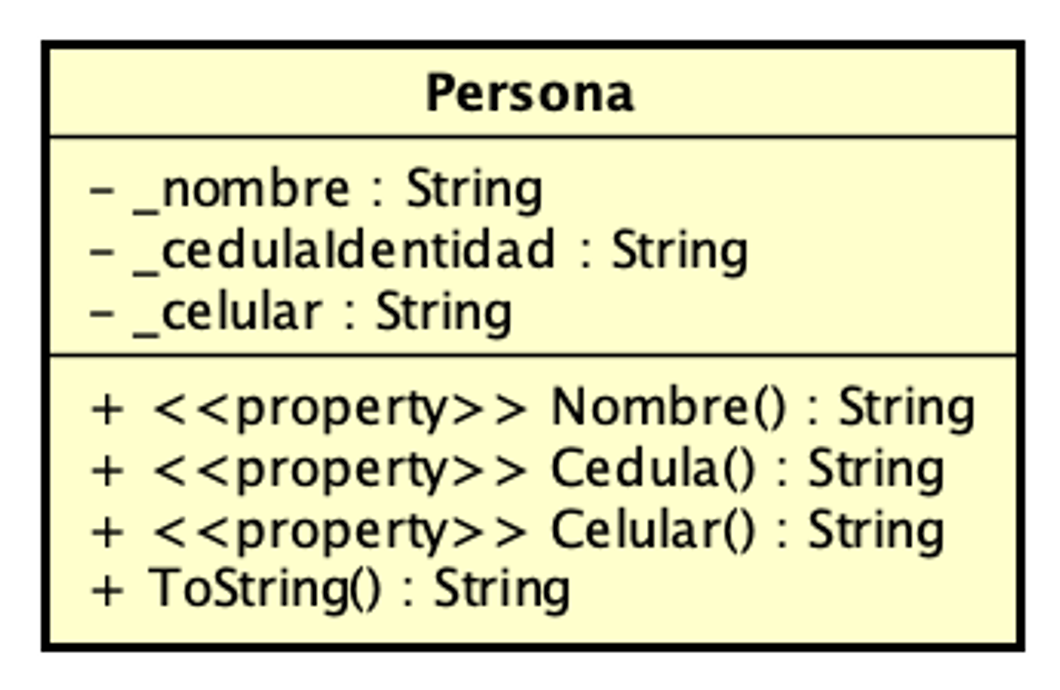 Persona
- _nombre : String
- _cedulaIdentidad : String
- _celular : String
+ <<property>> Nombre() : String
+ <<property>> Cedula() : String
+ <<property>> Celular() : String
+ ToString() : String